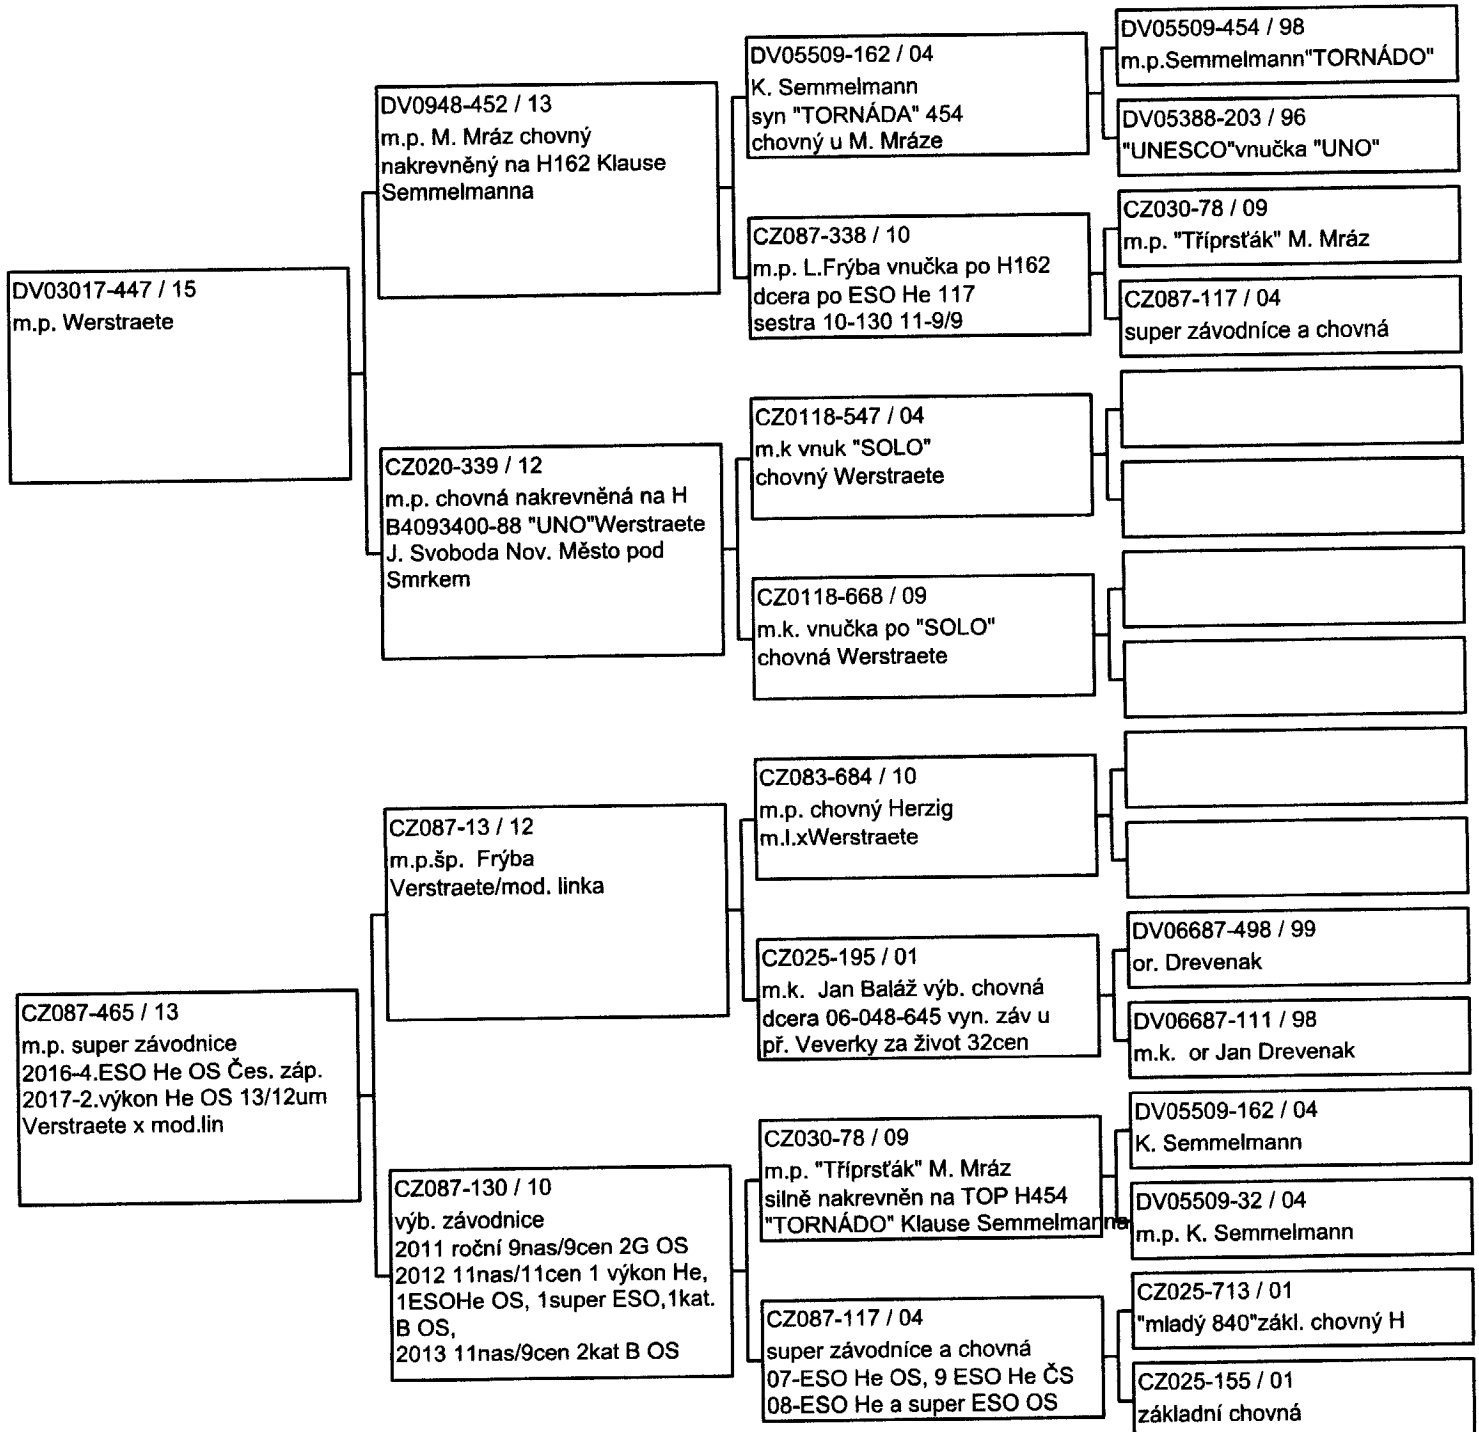 DV03017-447 / 15
m.p. Werstraete
DV0948-452 / 13
m.p. M. Mráz chovný
nakrevněný na H162 Klause
Semmelmanna
CZ020-339 / 12
m.p. chovná nakrevněná na H
B4093400-88 "UNO"Werstraete
J. Svoboda Nov. Město pod
Smrkem
DV05509-162 / 04
K. Semmelmann
syn "TORNÁDA" 454
chovný u M. Mráze
CZ087-338 / 10
m.p. L.Frýba vnučka po H162
dcera po ESO He 117
sestra 10-130 11-9/9
CZ0118-547 / 04
m.k vnuk "SOLO"
chovný Werstraete
CZ0118-668 / 09
m.k. vnučka po "SOLO"
chovná Werstraete
DV05509-454 / 98
m.p.Semmelmann"TORNÁDO"
DV05388-203 / 96
"UNESCO"vnučka "UNO"
CZ030-78 / 09
m.p. "Tříprsťák" M. Mráz
CZ087-117 / 04
super závodníce a chovná
CZ087-465 / 13
m.p. super závodnice
2016-4.ESO He OS Čes. záp.
2017-2.výkon He OS 13/12um
Verstraete x mod.lin
CZ087-13 / 12
m.p.šp.  Frýba
Verstraete/mod. linka
CZ087-130 / 10
výb. závodnice
2011 roční 9nas/9cen 2G OS
2012 11nas/11cen 1 výkon He,
1ESOHe OS, 1super ESO,1kat.
B OS,
2013 11nas/9cen 2kat B OS
CZ083-684 / 10
m.p. chovný Herzig
m.l.xWerstraete
CZ025-195 / 01
m.k.  Jan Baláž výb. chovná
dcera 06-048-645 vyn. záv u
př. Veverky za život 32cen
CZ030-78 / 09
m.p. "Tříprsťák" M. Mráz
silně nakrevněn na TOP H454
"TORNÁDO" Klause Semmelmanna
CZ087-117 / 04
super závodníce a chovná
07-ESO He OS, 9 ESO He ČS
08-ESO He a super ESO OS
DV06687-498 / 99
or. Drevenak
DV06687-111 / 98
m.k.  or Jan Drevenak
DV05509-162 / 04
K. Semmelmann
DV05509-32 / 04
m.p. K. Semmelmann
CZ025-713 / 01
"mladý 840"zákl. chovný H
CZ025-155 / 01
základní chovná